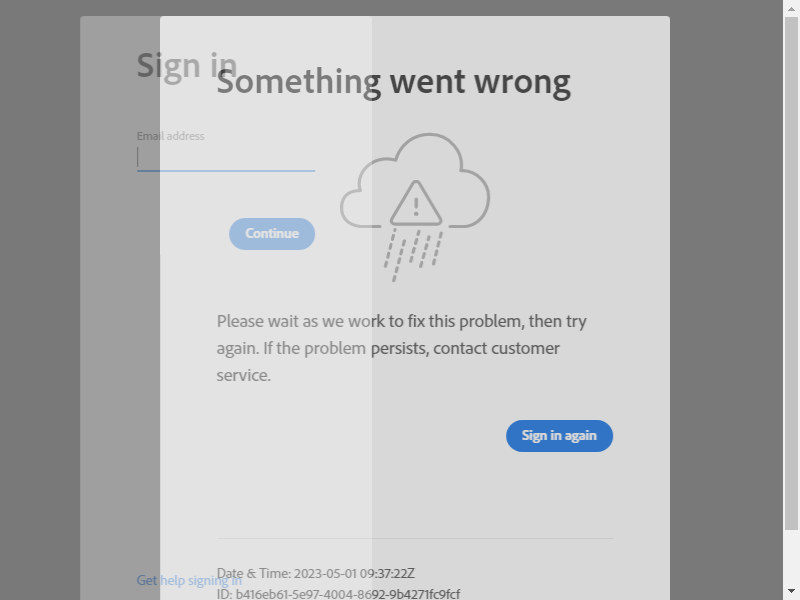 Sign in
Something went wrong
Email address
Continue
Please wait as we work to fix this problem, then try
again. If the problem persists, contact customer
service.
Sign in again
Date & Time: 2023-05-01 09:37:22Z
Get help signing in
ID: b416eb61-5e97-4004-8692-9b4271fc9fcf